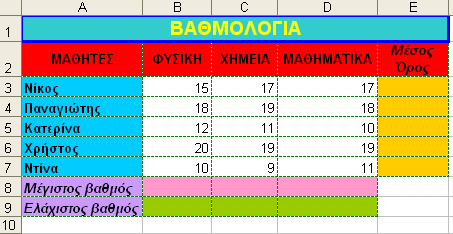 A B C D E
1 ΒΑΘΜΟΛΟΓΙΑ
2 ΜΑΘΗΤΕΣ ΦΥΣΙΚΗ ΧΗΜΕΙΑ ΜΑΘΗΜΑΤΙΚΑ Μέσος Όρος
3 Νίκος 15 17 17
4 Παναγιώτης 18 19 18
5 Κατερίνα 12 11 10
6 Χρήστος 20 19 19
7 Ντίνα 10 9 11
8 Μέγιστος βαθμός
9 Ελάχιστος βαθμός
10